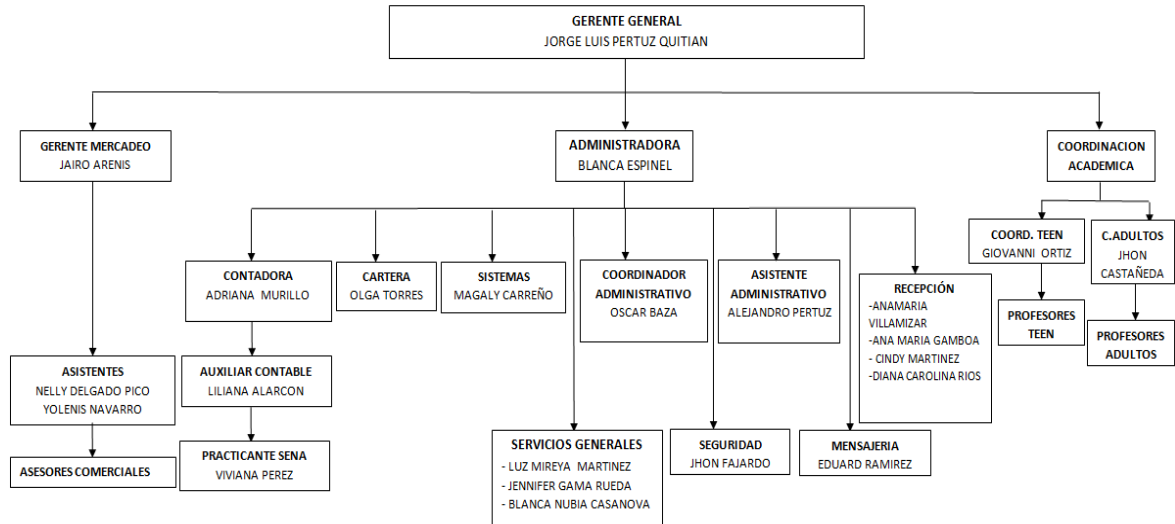 GERENTE GENERAL
JORGE LUIS PERTUZ QUITIAN
GERENTE MERCADEO
JAIRO ARENIS
ADMINISTRADORA
BLANCA ESPINEL
COORDINACION
ACADEMICA
CONTADORA
ADRIANA MURILLO
CARTERA
OLGA TORRES
SISTEMAS
MAGALY CARREÑO
COORDINADOR
ADMINISTRATIVO
OSCAR BAZA
ASISTENTE
ADMINISTRATIVO
ALEJANDRO PERTUZ
RECEPCIÓN
-ANAMARIA
VILLAMIZAR
-ANA MARIA GAMBOA
- CINDY MARTINEZ
-DIANA CAROLINA RIOS
COORD. TEEN
GIOVANNI ORTIZ
C.ADULTOS
JHON
CASTAÑEDA
PROFESORES
TEEN
PROFESORES
ADULTOS
ASISTENTES
NELLY DELGADO PICO
YOLENIS NAVARRO
AUXILIAR CONTABLE
LILIANA ALARCON
ASESORES COMERCIALES
PRACTICANTE SENA
VIVIANA PEREZ
SERVICIOS GENERALES
- LUZ MIREYA MARTINEZ
- JENNIFER GAMA RUEDA
- BLANCA NUBIA CASANOVA
SEGURIDAD
JHON FAJARDO
MENSAJERIA
EDUARD RAMIREZ